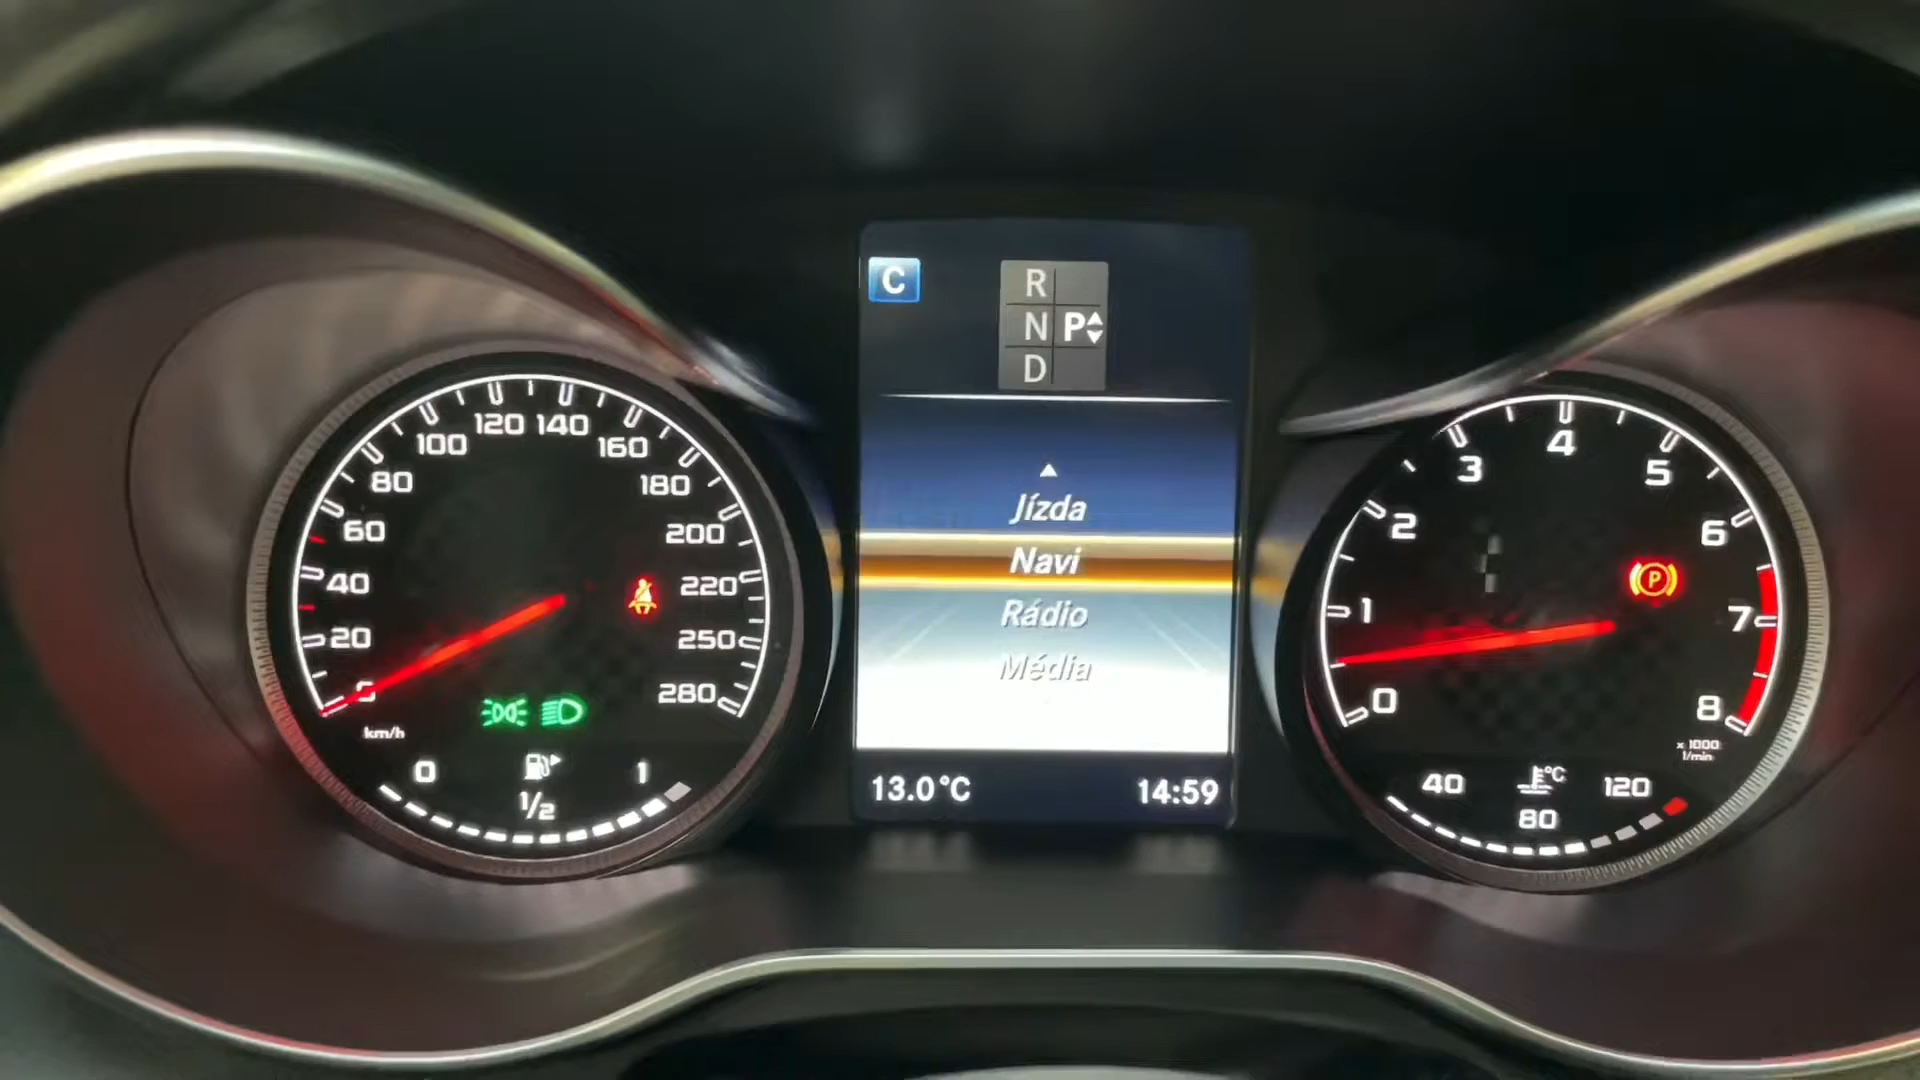 C
R
N P
D
Jízda
Navi
Rádio
Média
13.0°C 14:59
0
20
40
60
80
100
120
140
160
180
200
220
250
280
km/h
0 1
1/2
0
1
2
3
4
5
6
7
8
x 1000
1/min
P
40 °C 120
80